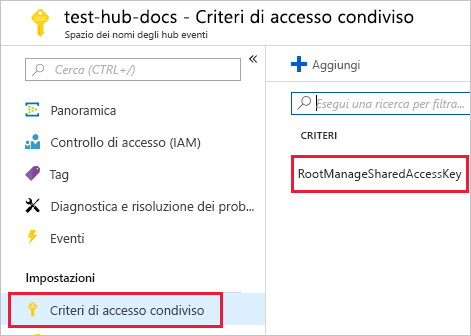 test-hub-docs - Criteri di accesso condiviso
Spazio dei nomi degli hub eventi
Cerca (CTRL+/)
«
Panoramica
Controllo di accesso (IAM)
Tag
Diagnostica e risoluzione dei prob...
Eventi
Impostazioni
Criteri di accesso condiviso
Aggiungi
Esegui una ricerca per filtra...
CRITERI
RootManageSharedAccessKey